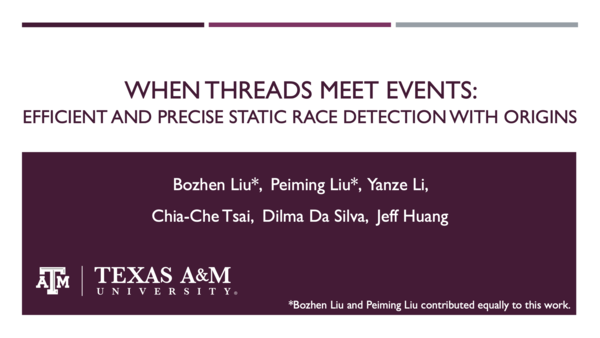 WHEN THREADS MEET EVENTS:
EFFICIENT AND PRECISE STATIC RACE DETECTION WITH ORIGINS
Bozhen Liu*, Peiming Liu*, Yanze Li,
Chia-Che Tsai, Dilma Da Silva, Jeff Huang
ATM
TEXAS A&M
UNIVERSITY®
*Bozhen Liu and Peiming Liu contributed equally to this work.